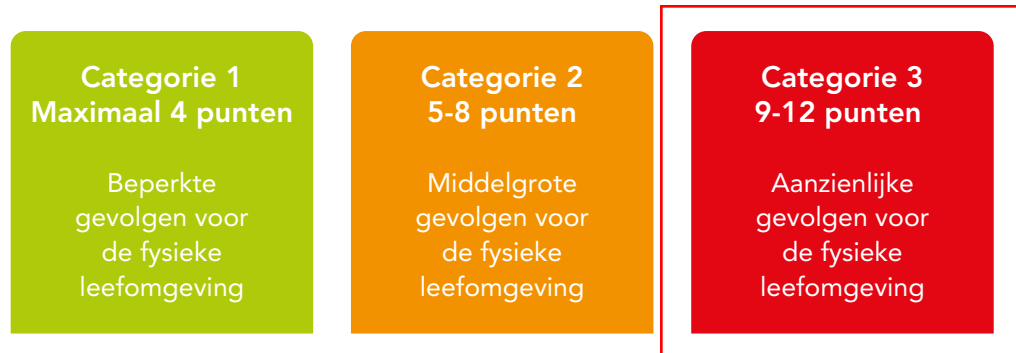 Categorie 1
Maximaal 4 punten
Beperkte
gevolgen voor
de fysieke
leefomgeving
Categorie 2
5-8 punten
Middelgrote
gevolgen voor
de fysieke
leefomgeving
Categorie 3
9-12 punten
Aanzienlijke
gevolgen voor
de fysieke
leefomgeving